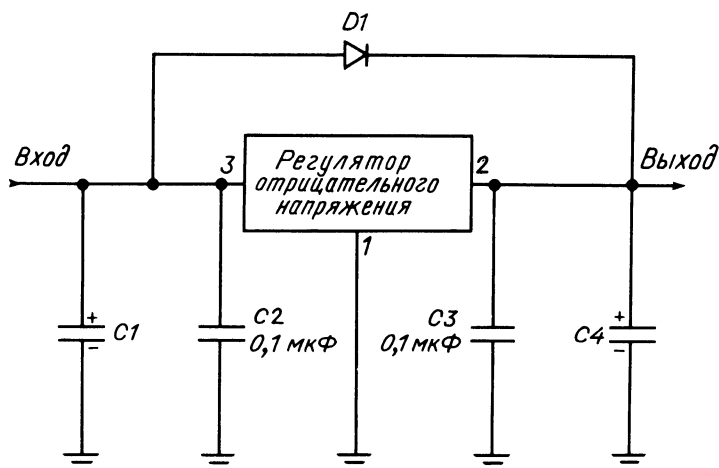 D1
Вход
3
Регулятор
отрицательного
напряжения
2
Выход
1
+
-
C1
C2
0,1 мкФ
C3
0,1 мкФ
+
-
C4